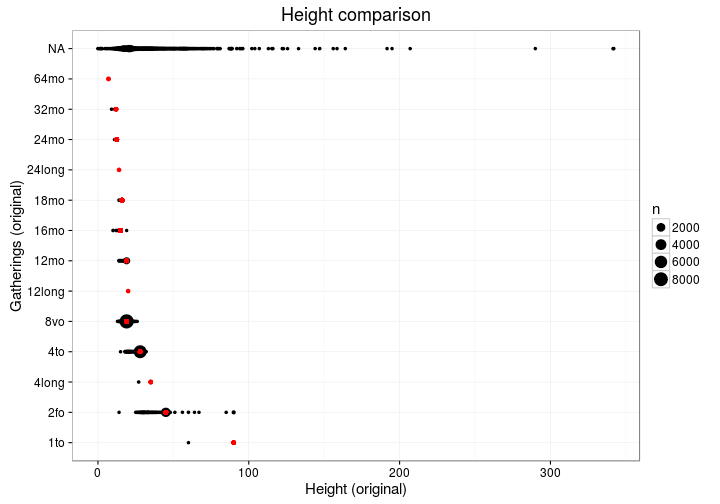 Height comparison
NA
64mo
32mo
24mo
24long
18mo
16mo
12mo
12long
8vo
4to
4long
2fo
1to
Gatherings (original)
0 100 200 300
Height (original)
n
2000
4000
6000
8000